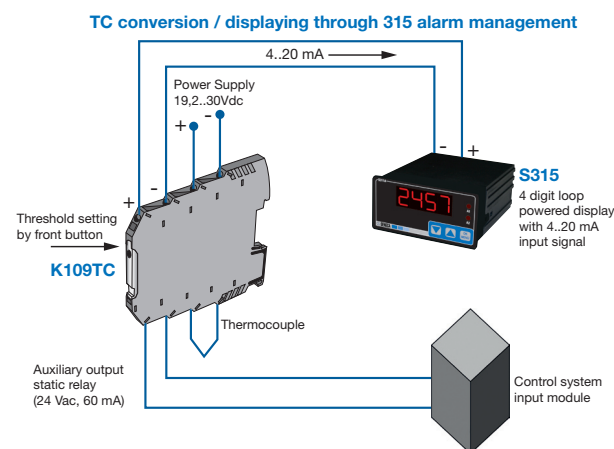 TC conversion / displaying through 315 alarm management
4..20 mA
Power Supply
19,2..30Vdc
-
+
-
+
+
-
S315
2457
4 digit loop
powered display
with 4..20 mA
input signal
Threshold setting
by front button
K109TC
Thermocouple
Auxiliary output
static relay
(24 Vac, 60 mA)
Control system
input module